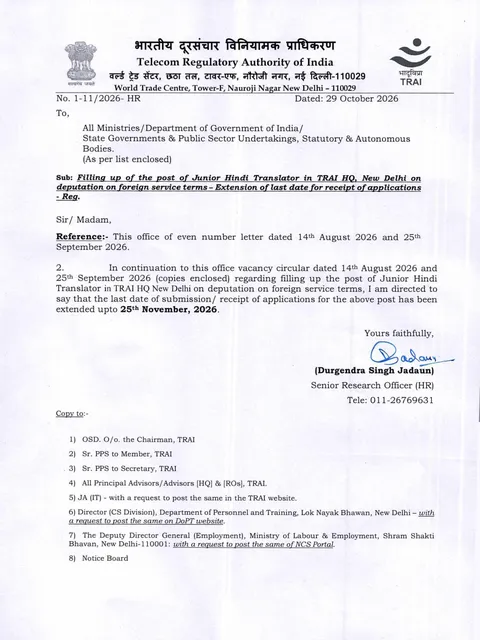 भारतीय दूरसंचार विनियामक प्राधिकरण
Telecom Regulatory Authority of India
वर्ल्ड ट्रेड सेंटर, छठा तल, टावर-एफ, नौरोजी नगर, नई दिल्ली-110029
World Trade Centre, Tower-F, Nauroji Nagar New Delhi – 110029
भादूविप्रा
TRAI
No. 1-11/2026- HR Dated: 29 October 2026
To,
All Ministries/Department of Government of India/
State Governments & Public Sector Undertakings, Statutory & Autonomous
Bodies.
(As per list enclosed)
Sub: Filling up of the post of Junior Hindi Translator in TRAI HQ, New Delhi on
deputation on foreign service terms – Extension of last date for receipt of applications
- Reg.
Sir/ Madam,
Reference:- This office of even number letter dated 14th August 2026 and 25th
September 2026.
2. In continuation to this office vacancy circular dated 14th August 2026 and
25th September 2026 (copies enclosed) regarding filling up the post of Junior Hindi
Translator in TRAI HQ New Delhi on deputation on foreign service terms, I am directed to
say that the last date of submission/ receipt of applications for the above post has been
extended upto 25th November, 2026.
Yours faithfully,
(Durgendra Singh Jadaun)
Senior Research Officer (HR)
Tele: 011-26769631
Copy to:-
1) OSD. O/o. the Chairman, TRAI
2) Sr. PPS to Member, TRAI
3) Sr. PPS to Secretary, TRAI
4) All Principal Advisors/Advisors [HQ] & [ROs], TRAI.
5) JA (IT) - with a request to post the same in the TRAI website.
6) Director (CS Division), Department of Personnel and Training, Lok Nayak Bhawan, New Delhi – with
a request to post the same on DoPT website.
7) The Deputy Director General (Employment), Ministry of Labour & Employment, Shram Shakti
Bhavan, New Delhi-110001: with a request to post the same of NCS Portal.
8) Notice Board